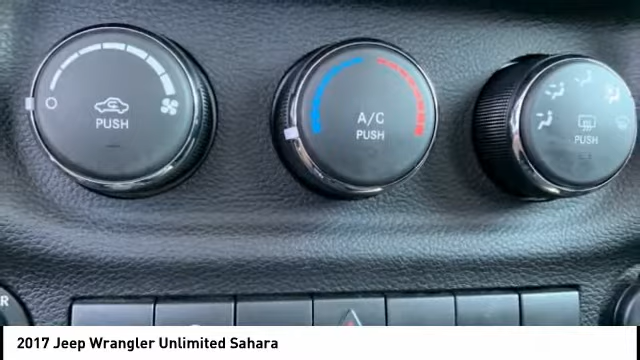 PUSH
A/C
PUSH
PUSH
R
2017 Jeep Wrangler Unlimited Sahara